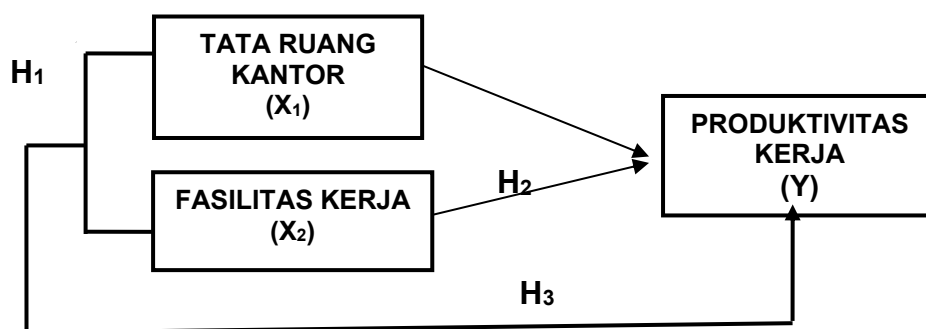 H₁
TATA RUANG
KANTOR
(X₁)
FASILITAS KERJA
(X₂)
H₂
PRODUKTIVITAS
KERJA
(Y)
H₃